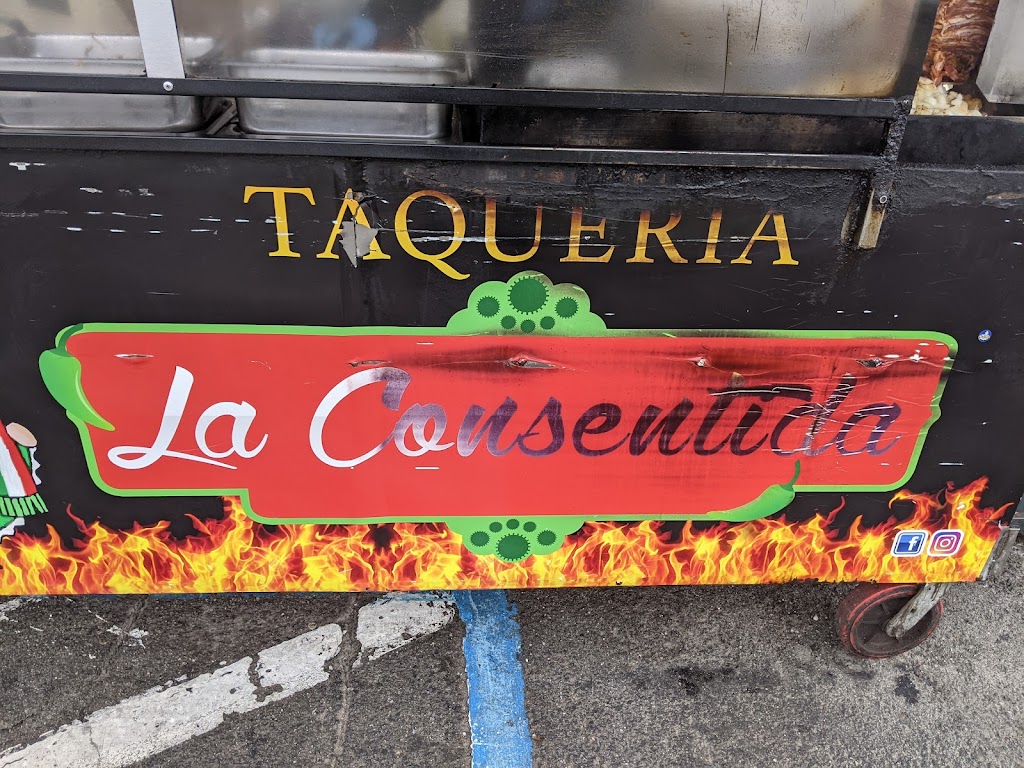 TAQUERIA
La Consentida